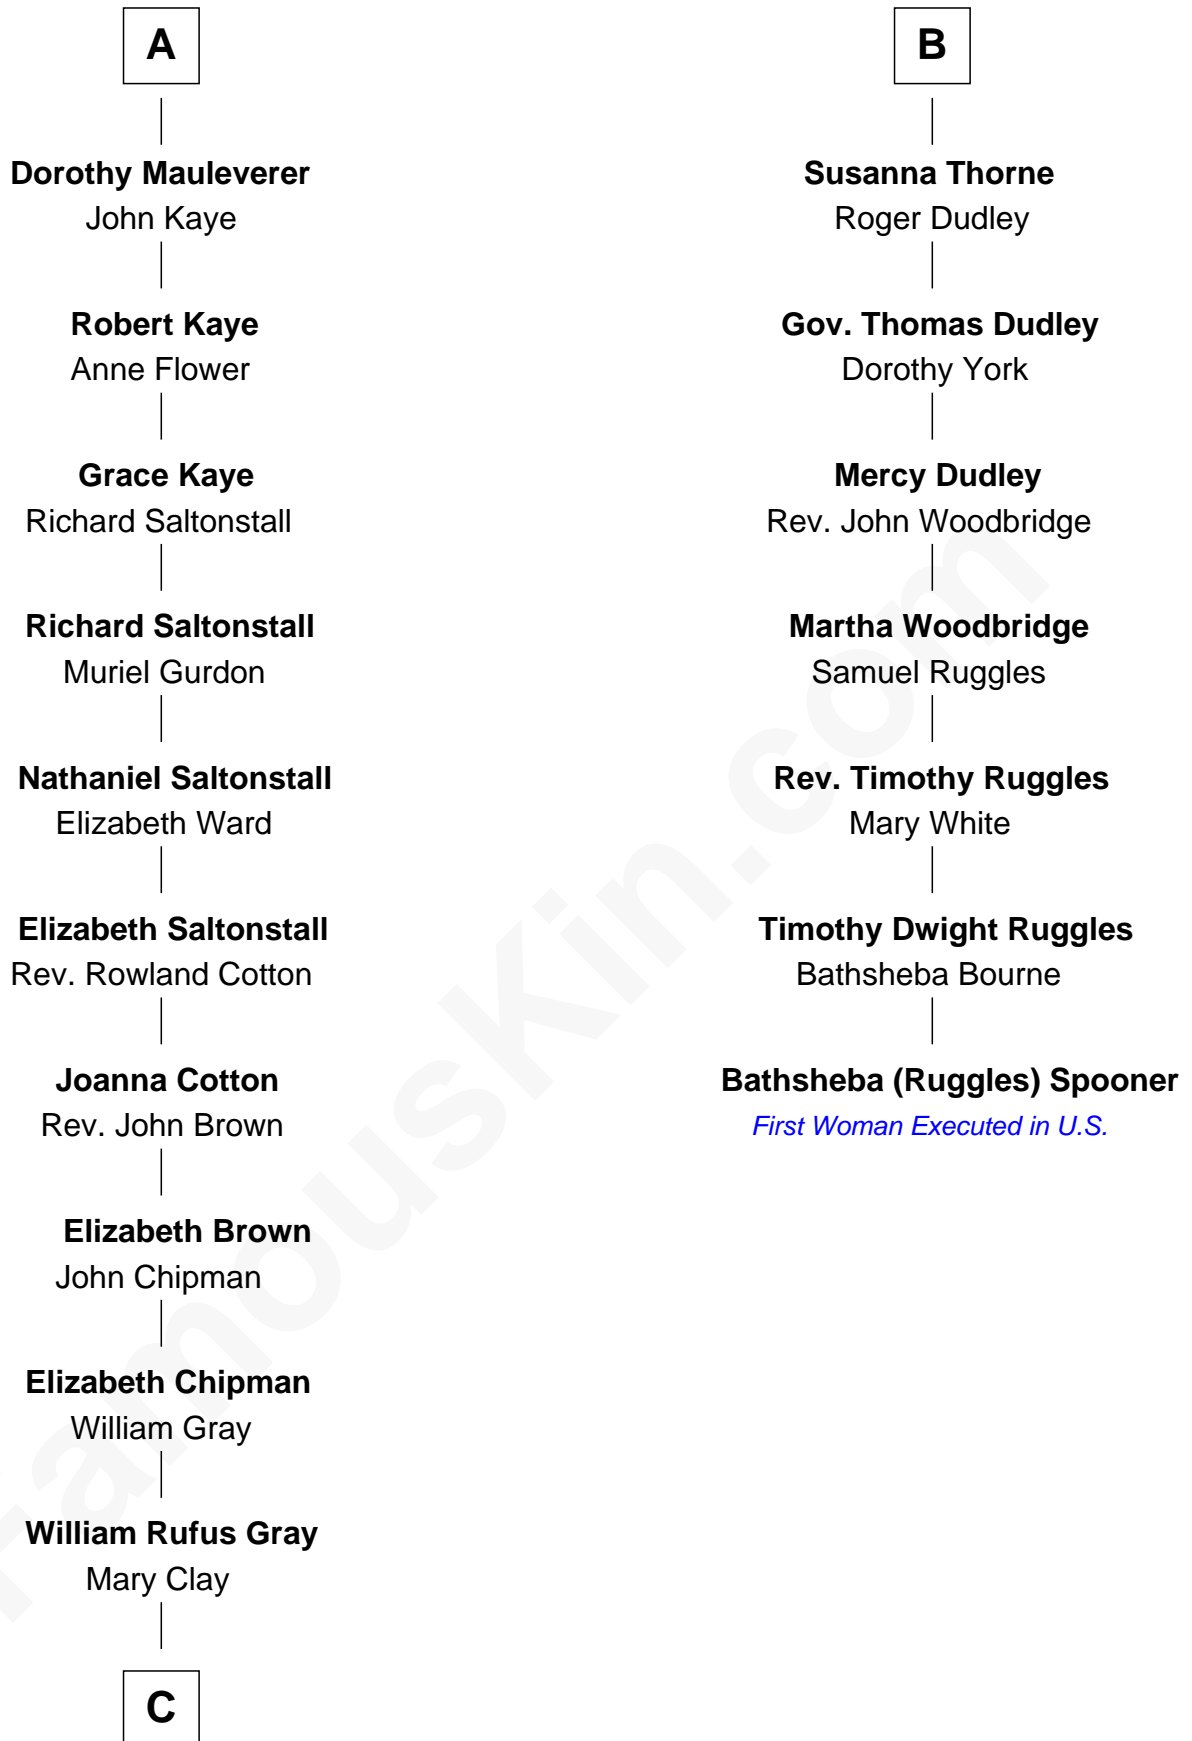 A
Dorothy Mauleverer
John Kaye
Robert Kaye
Anne Flower
Grace Kaye
Richard Saltonstall
Richard Saltonstall
Muriel Gurdon
Nathaniel Saltonstall
Elizabeth Ward
Elizabeth Saltonstall
Rev. Rowland Cotton
Joanna Cotton
Rev. John Brown
Elizabeth Brown
John Chipman
Elizabeth Chipman
William Gray
William Rufus Gray
Mary Clay
C
B
Susanna Thorne
Roger Dudley
Gov. Thomas Dudley
Dorothy York
Mercy Dudley
Rev. John Woodbridge
Martha Woodbridge
Samuel Ruggles
Rev. Timothy Ruggles
Mary White
Timothy Dwight Ruggles
Bathsheba Bourne
Bathsheba (Ruggles) Spooner
First Woman Executed in U.S.
FamousKin.com